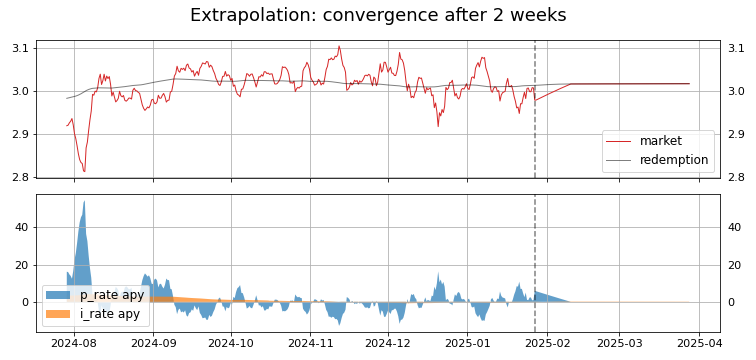 Extrapolation: convergence after 2 weeks
3.1 3.1
3.0 3.0
2.9 2.9
2.8 2.8
market
redemption
40 40
20 20
0 0
p_rate apy
i_rate apy
2024-08 2024-09 2024-10 2024-11 2024-12 2025-01 2025-02 2025-03 2025-04